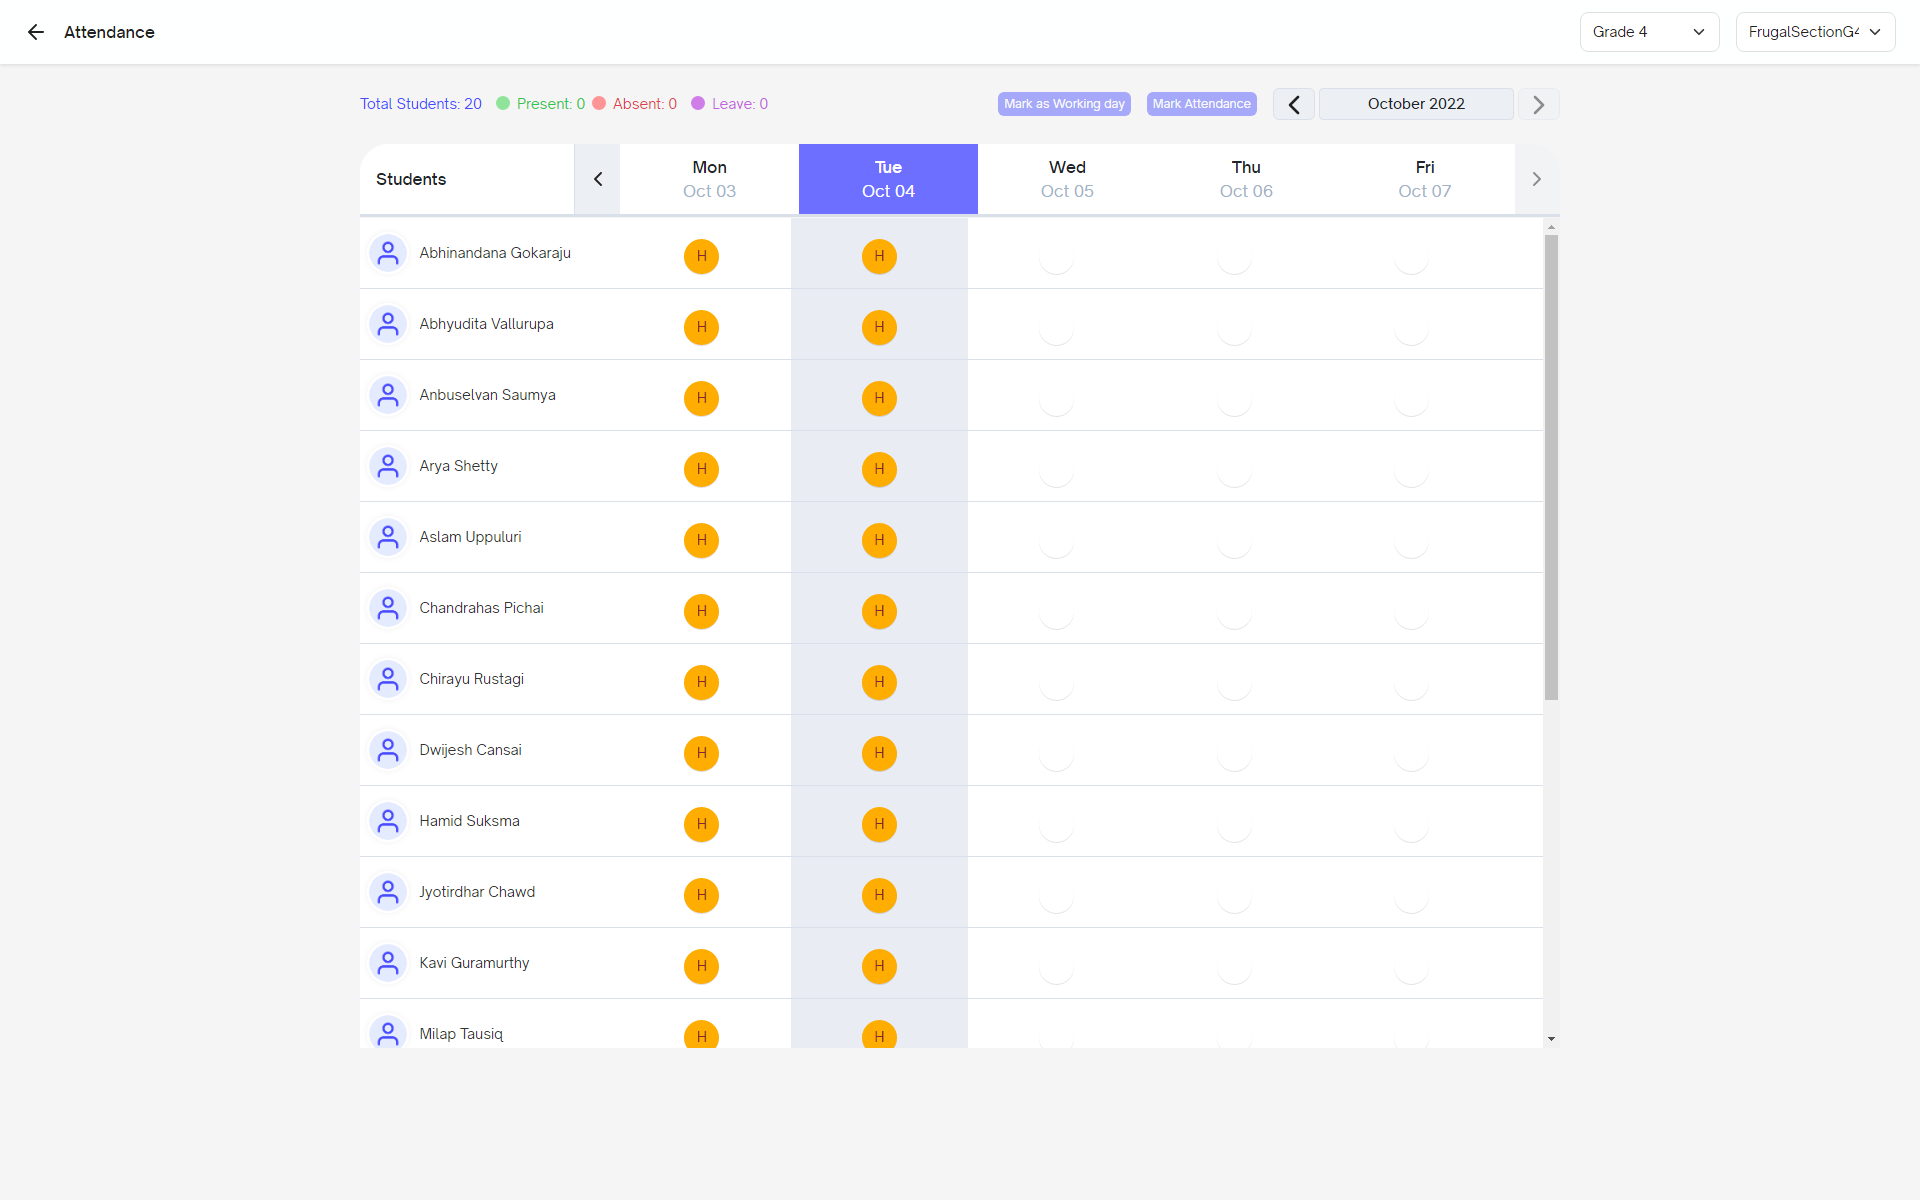 Attendance
Grade 4
FrugalSectionG4
Total Students: 20 Present: 0 Absent: 0 Leave: 0
Mark as Working day
Mark Attendance
October 2022
Students
Mon
Oct 03
Tue
Oct 04
Wed
Oct 05
Thu
Oct 06
Fri
Oct 07
Abhinandana Gokaraju H H
Abhyudita Vallurupa H H
Anbuselvan Saumya H H
Arya Shetty H H
Aslam Uppuluri H H
Chandrahas Pichai H H
Chirayu Rustagi H H
Dwijesh Cansai H H
Hamid Suksma H H
Jyotirdhar Chawd H H
Kavi Guramurthy H H
Milap Tausiq H H